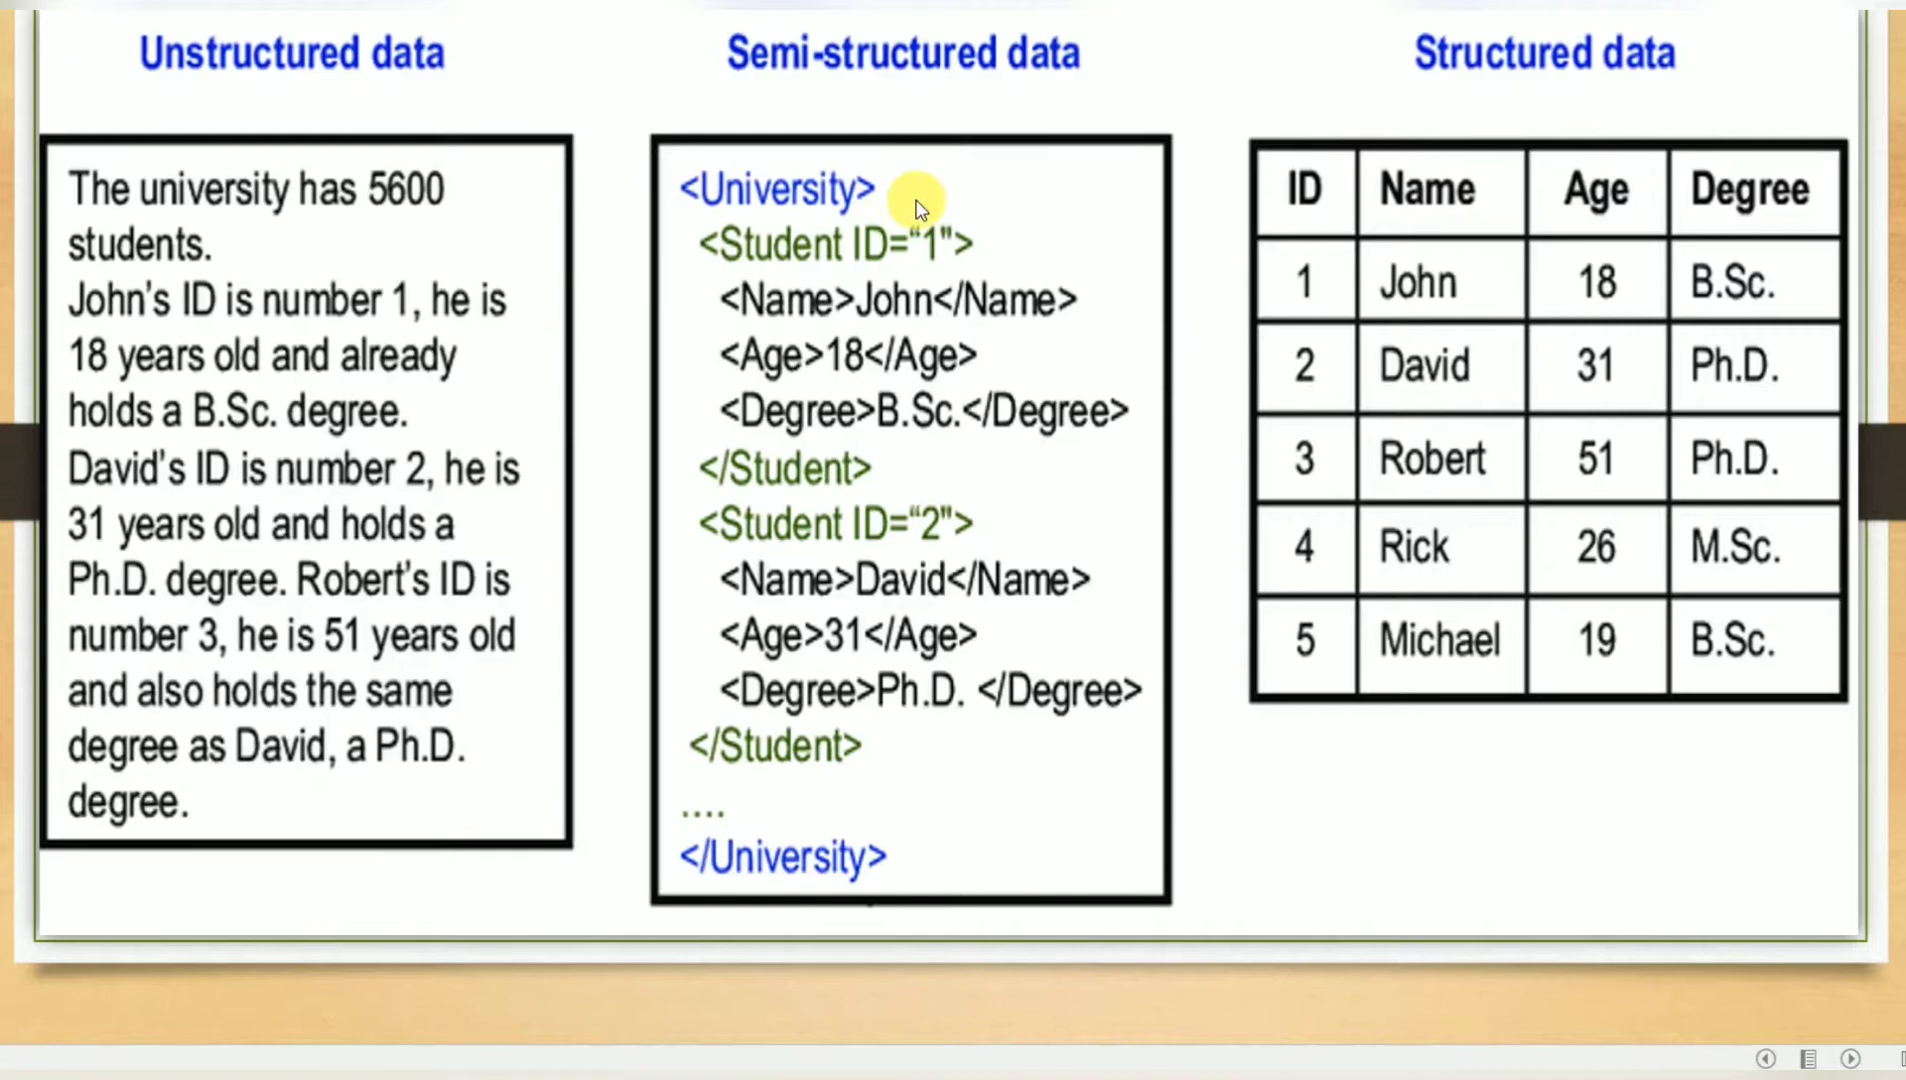 Unstructured data
The university has 5600
students.
John's ID is number 1, he is
18 years old and already
holds a B.Sc. degree.
David's ID is number 2, he is
31 years old and holds a
Ph.D. degree. Robert's ID is
number 3, he is 51 years old
and also holds the same
degree as David, a Ph.D.
degree.
Semi-structured data
<University>
<Student ID=“1">
<Name>John</Name>
<Age>18</Age>
<Degree>B.Sc.</Degree>
</Student>
<Student ID=“2">
<Name>David</Name>
<Age>31</Age>
<Degree>Ph.D. </Degree>
</Student>
....
</University>
Structured data
ID Name Age Degree
1 John 18 B.Sc.
2 David 31 Ph.D.
3 Robert 51 Ph.D.
4 Rick 26 M.Sc.
5 Michael 19 B.Sc.